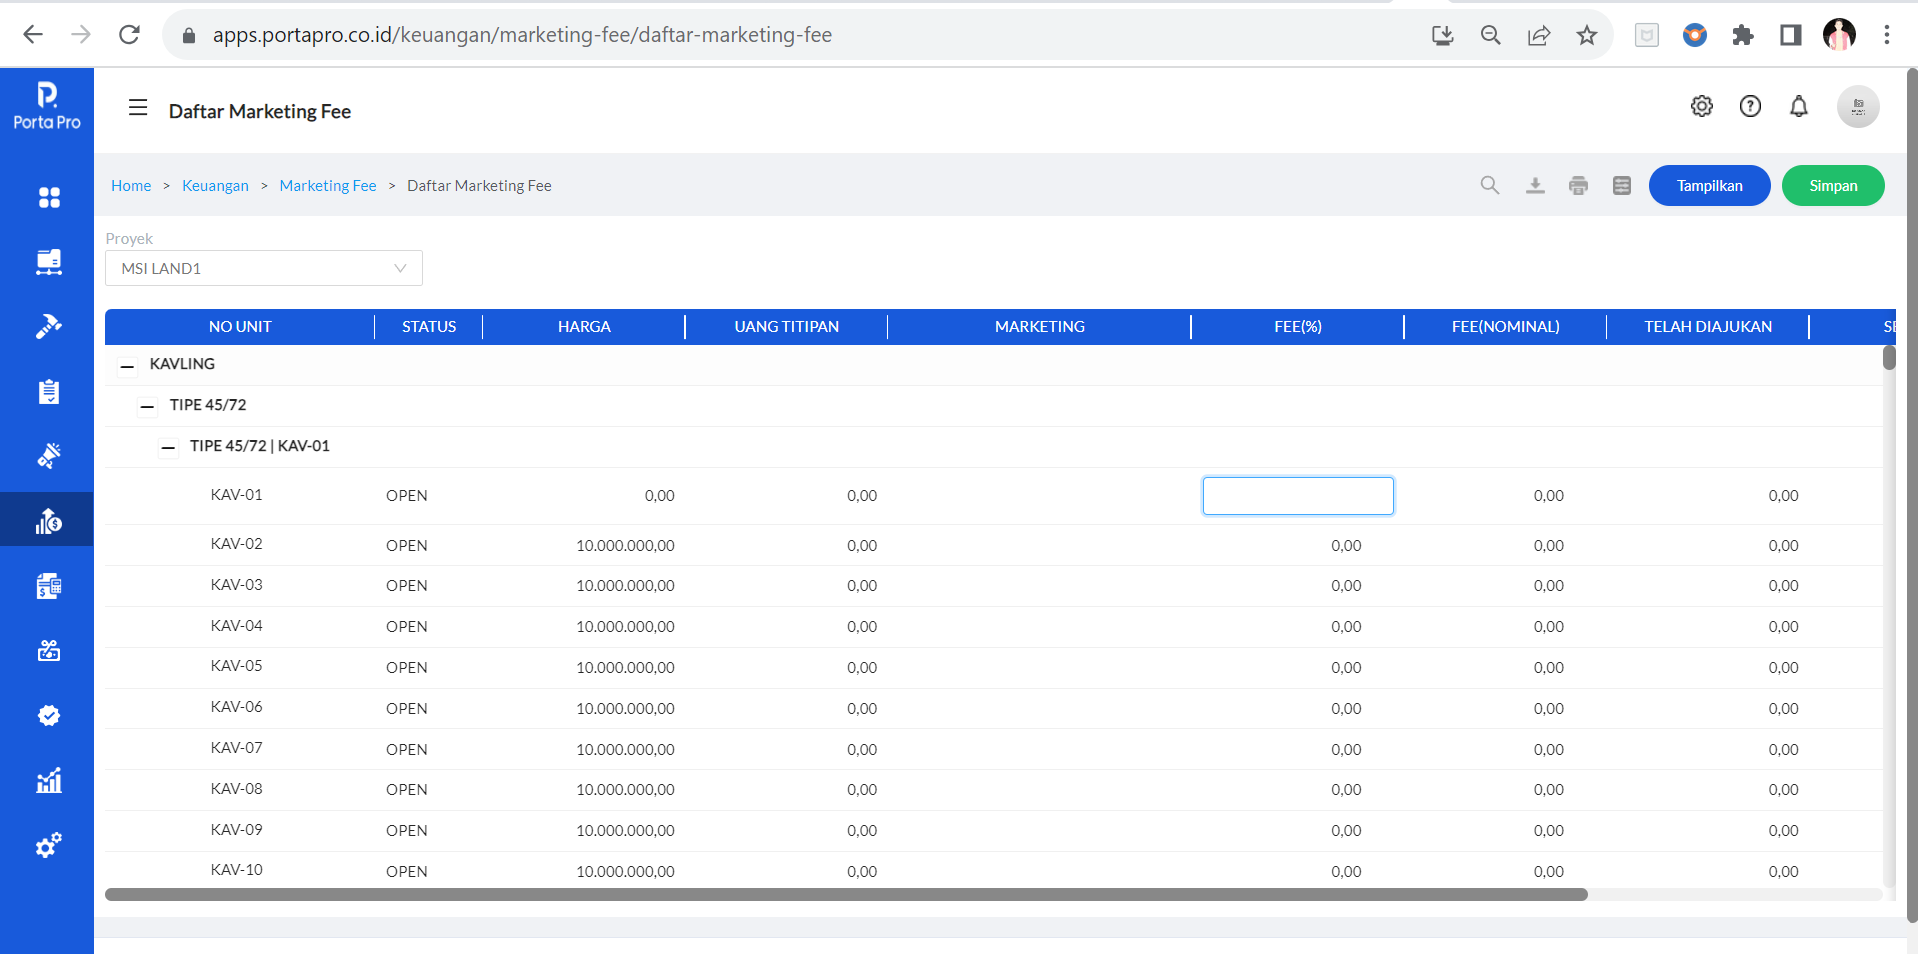 apps.portapro.co.id/keuangan/marketing-fee/daftar-marketing-fee
Porta Pro
Daftar Marketing Fee
Home > Keuangan > Marketing Fee > Daftar Marketing Fee
Tampilkan
Simpan
Proyek
MSI LAND1
NO UNIT STATUS HARGA UANG TITIPAN MARKETING FEE(%) FEE(NOMINAL) TELAH DIAJUKAN SE
KAVLING
TIPE 45/72
TIPE 45/72 | KAV-01
KAV-01 OPEN 0,00 0,00 0,00 0,00
KAV-02 OPEN 10.000.000,00 0,00 0,00 0,00 0,00
KAV-03 OPEN 10.000.000,00 0,00 0,00 0,00 0,00
KAV-04 OPEN 10.000.000,00 0,00 0,00 0,00 0,00
KAV-05 OPEN 10.000.000,00 0,00 0,00 0,00 0,00
KAV-06 OPEN 10.000.000,00 0,00 0,00 0,00 0,00
KAV-07 OPEN 10.000.000,00 0,00 0,00 0,00 0,00
KAV-08 OPEN 10.000.000,00 0,00 0,00 0,00 0,00
KAV-09 OPEN 10.000.000,00 0,00 0,00 0,00 0,00
KAV-10 OPEN 10.000.000,00 0,00 0,00 0,00 0,00